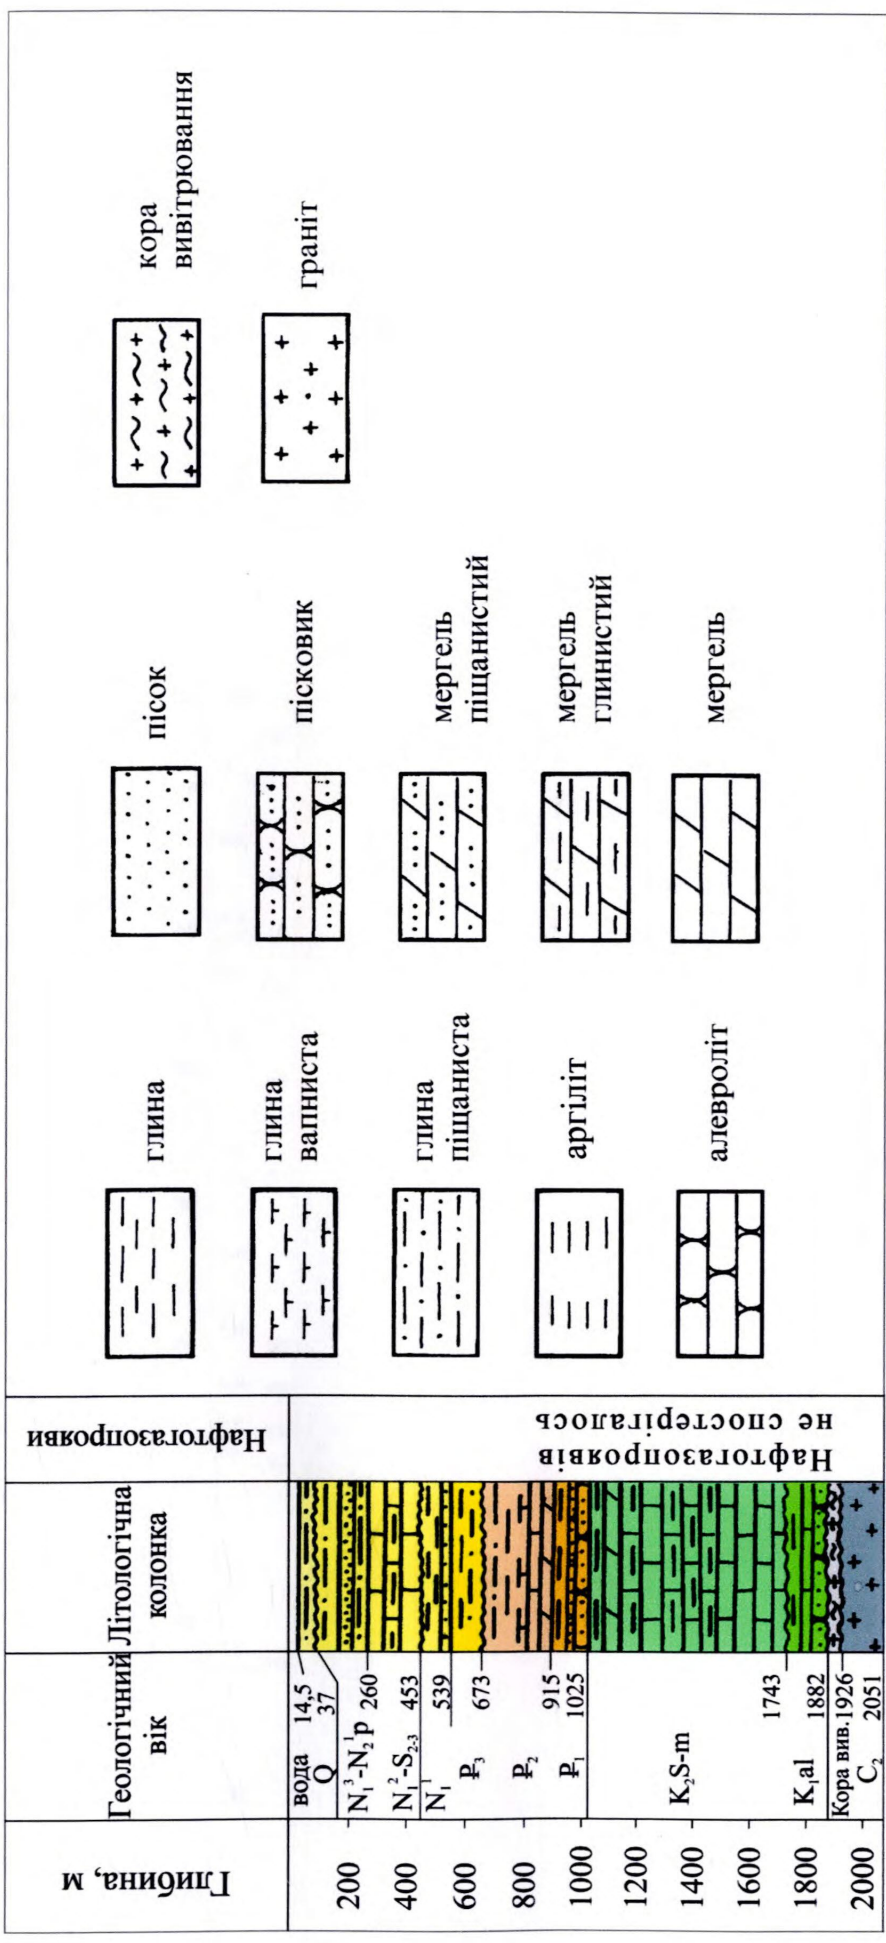 Глибина, м
200
400
600
800
1000
1200
1400
1600
1800
2000
Геологічний
вік
вода
Q
N₁³-N₂¹p
N₁²-S₂₋₃
N₁¹
₽₃
₽₂
₽₁
K₂S-m
K₁al
Кора вив.
C₂
14,5
37
260
453
539
673
915
1025
1743
1882
1926
2051
Літологічна
колонка
Нафтогазопрояви
Нафтогазопроявів
не спостерігалось
глина
глина
вапниста
глина
піщаниста
аргіліт
алевроліт
пісок
пісковик
мергель
піщанистий
мергель
глинистий
мергель
кора
вивітрювання
граніт